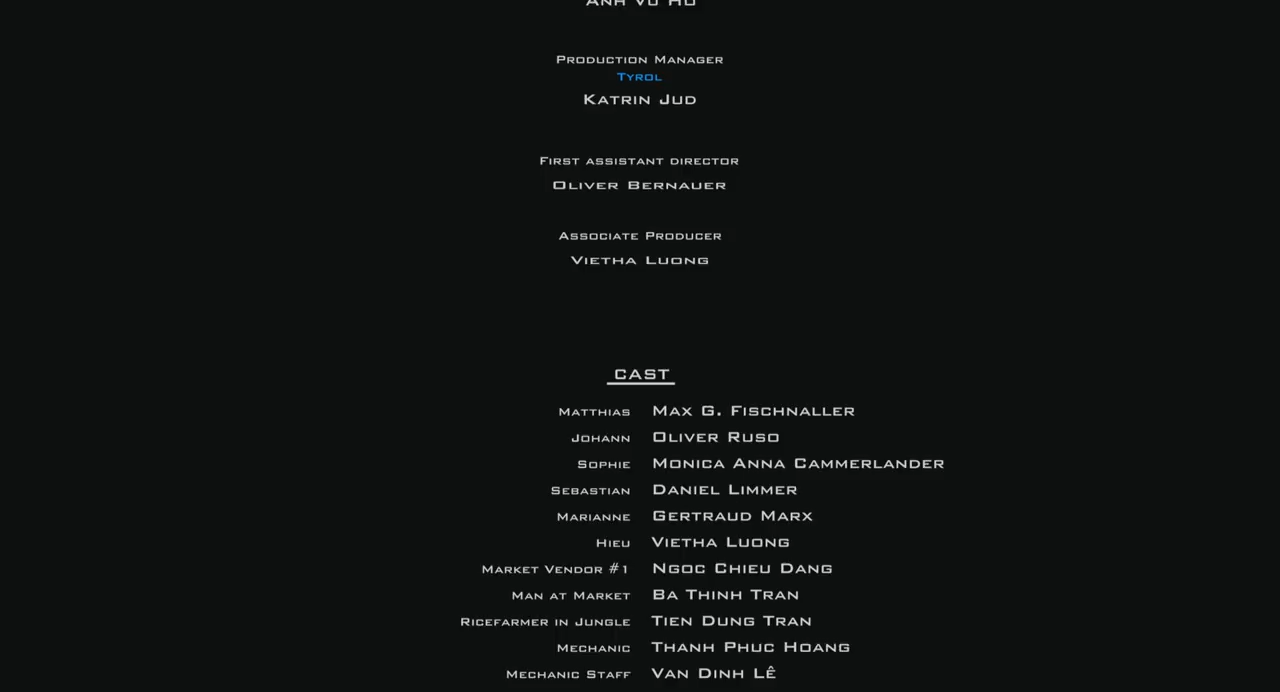 Anh Vu Ho
Production Manager
Tyrol
Katrin Jud
First assistant director
Oliver Bernauer
Associate Producer
Vietha Luong
CAST
Matthias Max G. Fischnaller
Johann Oliver Ruso
Sophie Monica Anna Cammerlander
Sebastian Daniel Limmer
Marianne Gertraud Marx
Hieu Vietha Luong
Market Vendor #1 Ngoc Chieu Dang
Man at Market Ba Thinh Tran
Ricefarmer in Jungle Tien Dung Tran
Mechanic Thanh Phuc Hoang
Mechanic Staff Van Dinh Lê